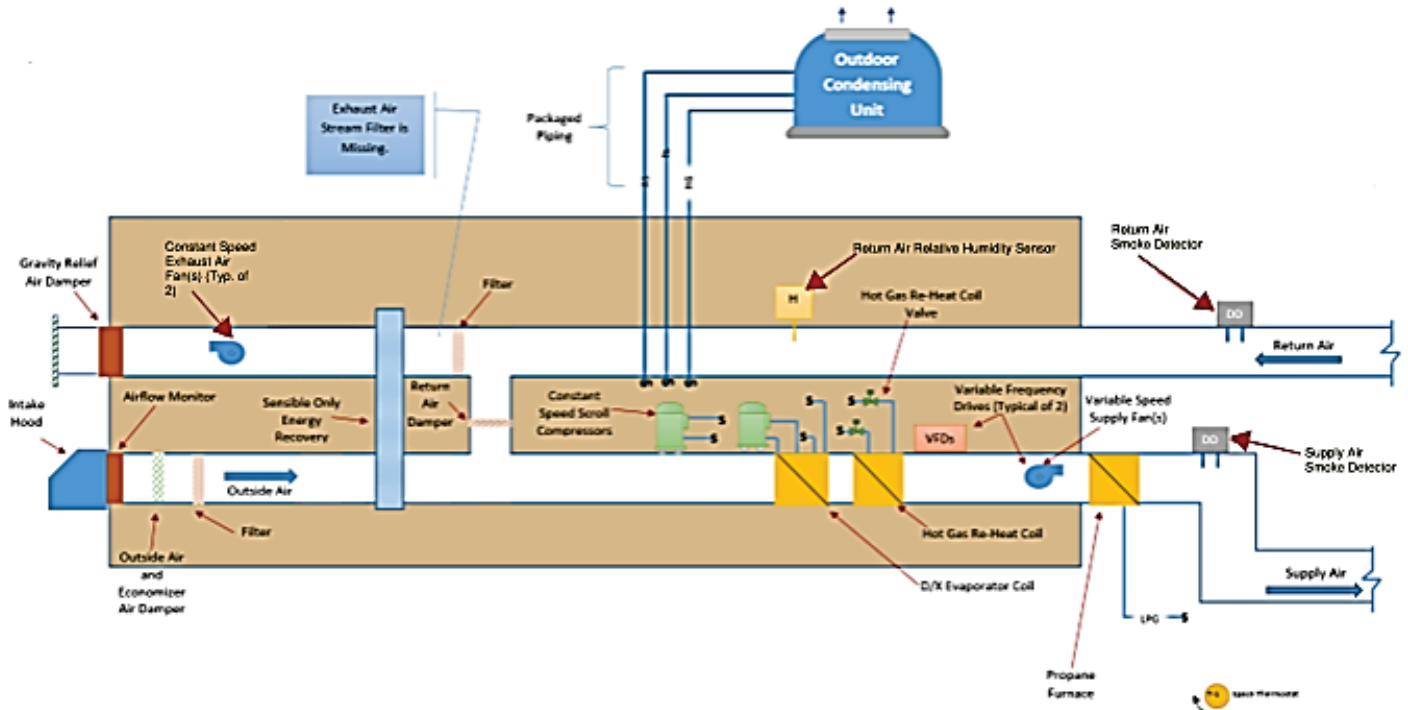 Outdoor
Condensing
Unit
Exhaust Air
Stream Filter is
Missing.
Packaged
Piping
Return Air
Smoke Detector
Constant Speed
Exhaust Air
Fan(s) (Typ. of
2)
Gravity Relief
Air Damper
Filter
Return Air Relative Humidity Sensor
H
Hot Gas Re-Heat Coil
Valve
DD
Return Air
Intake
Hood
Airflow Monitor
Sensible Only
Energy
Recovery
Return
Air
Damper
Constant
Speed Scroll
Compressors
$
$
$
$
$
$
$
$
$
Variable Frequency
Drives (Typical of 2)
Variable Speed
Supply Fan(s)
VFDs
DD
Supply Air
Smoke Detector
Outside Air
Filter
Hot Gas Re-Heat Coil
Outside Air
and
Economizer
Air Damper
D/X Evaporator Coil
Supply Air
LPG
$
Propane
Furnace
Space Thermostat